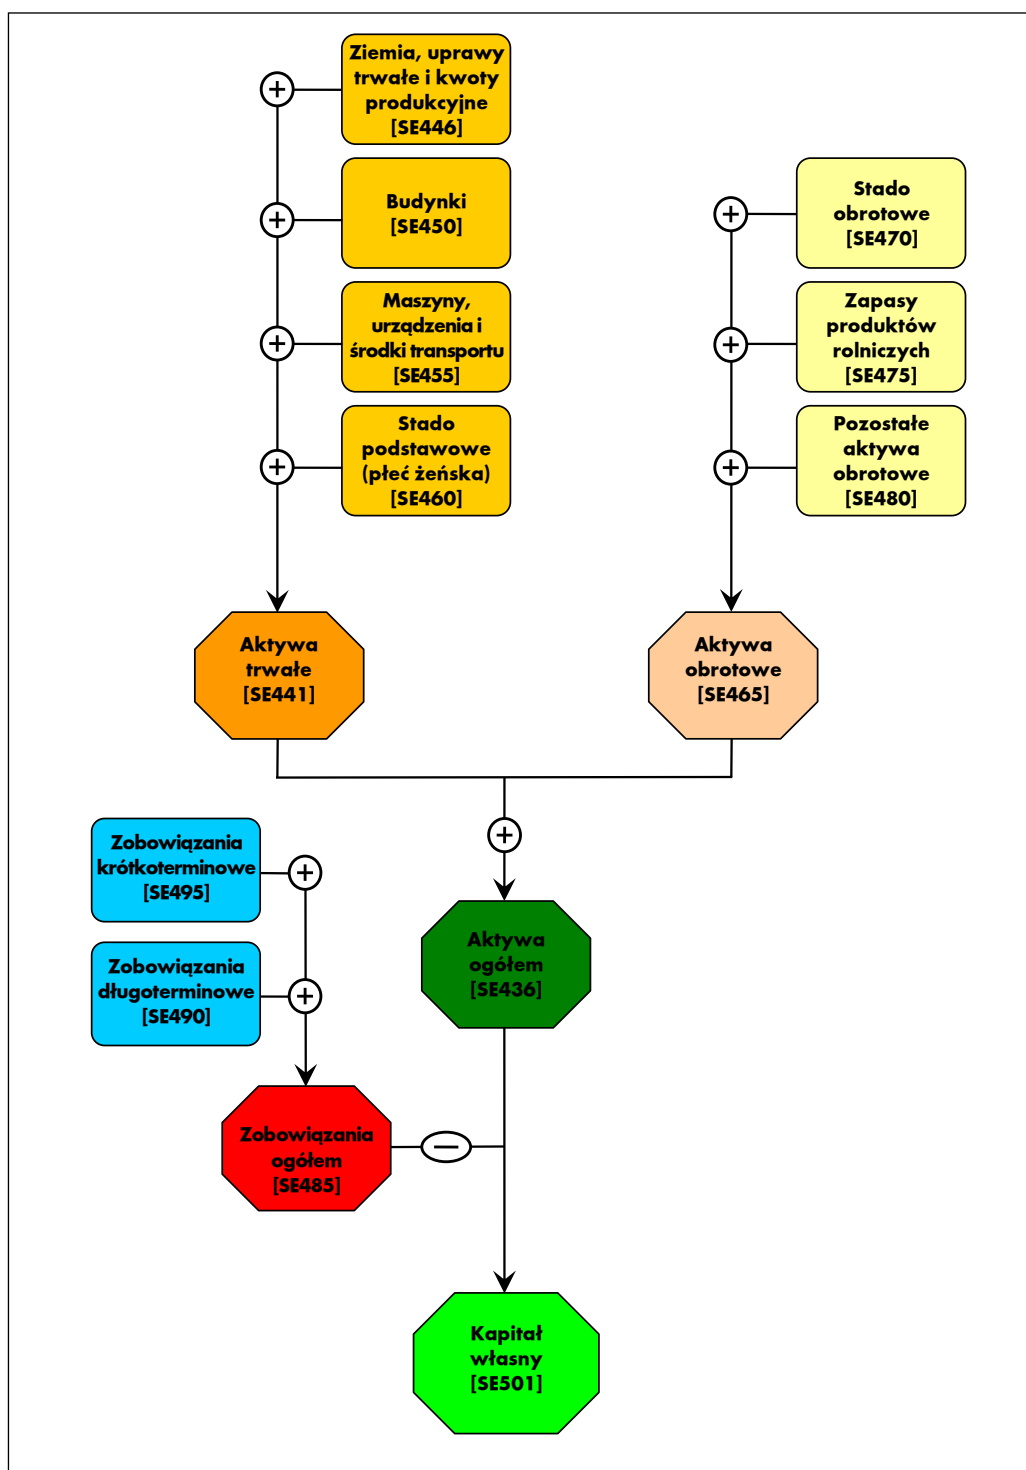 Ziemia, uprawy
trwałe i kwoty
produkcyjne
[SE446]
Budynki
[SE450]
Maszyny,
urządzenia i
środki transportu
[SE455]
Stado
podstawowe
(płeć żeńska)
[SE460]
Stado
obrotowe
[SE470]
Zapasy
produktów
rolniczych
[SE475]
Pozostałe
aktywa
obrotowe
[SE480]
Aktywa
trwałe
[SE441]
Aktywa
obrotowe
[SE465]
Zobowiązania
krótkoterminowe
[SE495]
Zobowiązania
długoterminowe
[SE490]
Aktywa
ogółem
[SE436]
Zobowiązania
ogółem
[SE485]
Kapitał
własny
[SE501]